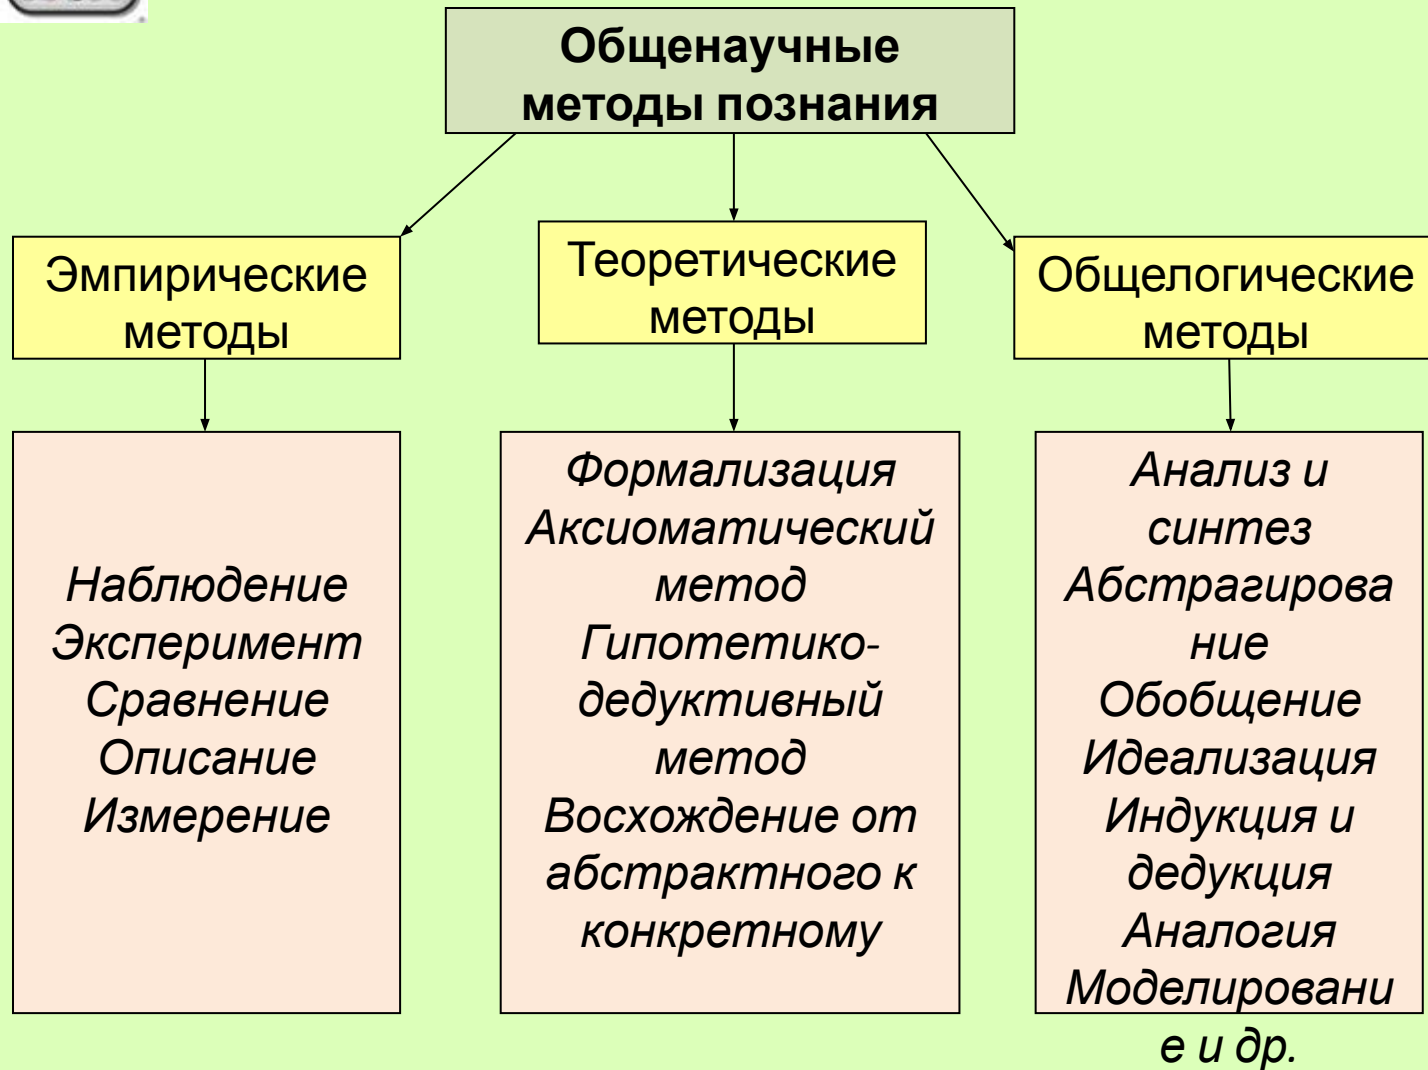 Общенаучные
методы познания
Эмпирические
методы
Теоретические
методы
Общелогические
методы
Наблюдение
Эксперимент
Сравнение
Описание
Измерение
Формализация
Аксиоматический
метод
Гипотетико-
дедуктивный
метод
Восхождение от
абстрактного к
конкретному
Анализ и
синтез
Абстрагирова
ние
Обобщение
Идеализация
Индукция и
дедукция
Аналогия
Моделировани
е и др.